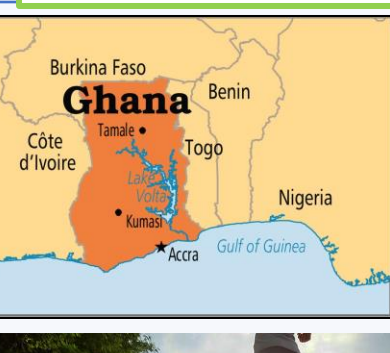 Burkina Faso
Ghana
Benin
Tamale
Côte
d'Ivoire
Togo
Lake
Volta
Nigeria
Kumasi
Accra
Gulf of Guinea